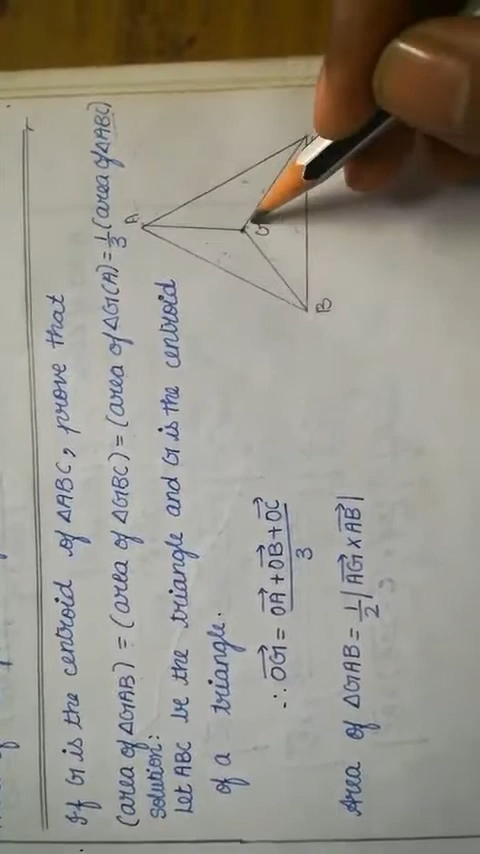 If G is the centroid of ΔABC, prove that
(area of ΔGAB) = (area of ΔGBC) = (area of ΔGCA) = 1/3 (area of ΔABC)
Solution:
Let ABC be the triangle and G is the centroid
of a triangle.
A
G
B
∴ OG⃗ = (OA⃗ + OB⃗ + OC⃗)/3
Area of ΔGAB = 1/2 |AG⃗ × AB⃗|